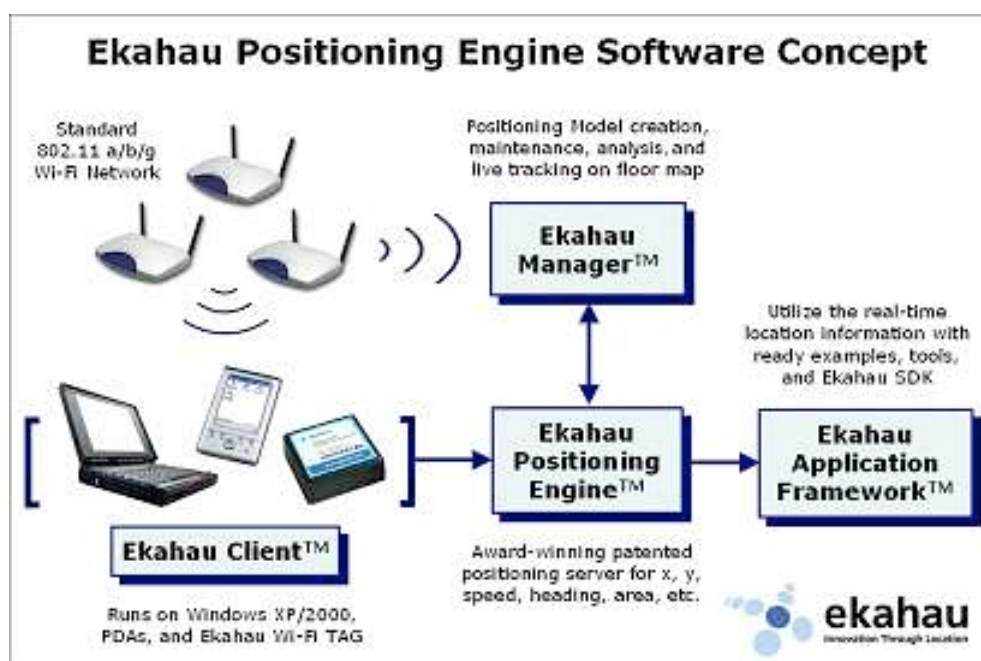 Ekahau Positioning Engine Software Concept
Standard
802.11 a/b/g
Wi-Fi Network
Positioning Model creation,
maintenance, analysis, and
live tracking on floor map
Ekahau
Manager™
Utilize the real-time
location information with
ready examples, tools,
and Ekahau SDK
Ekahau
Positioning
Engine™
Ekahau
Application
Framework™
Ekahau Client™
Runs on Windows XP/2000,
PDAs, and Ekahau Wi-Fi TAG
Award-winning patented
positioning server for x, y,
speed, heading, area, etc.
ekahau
Innovation Through Location